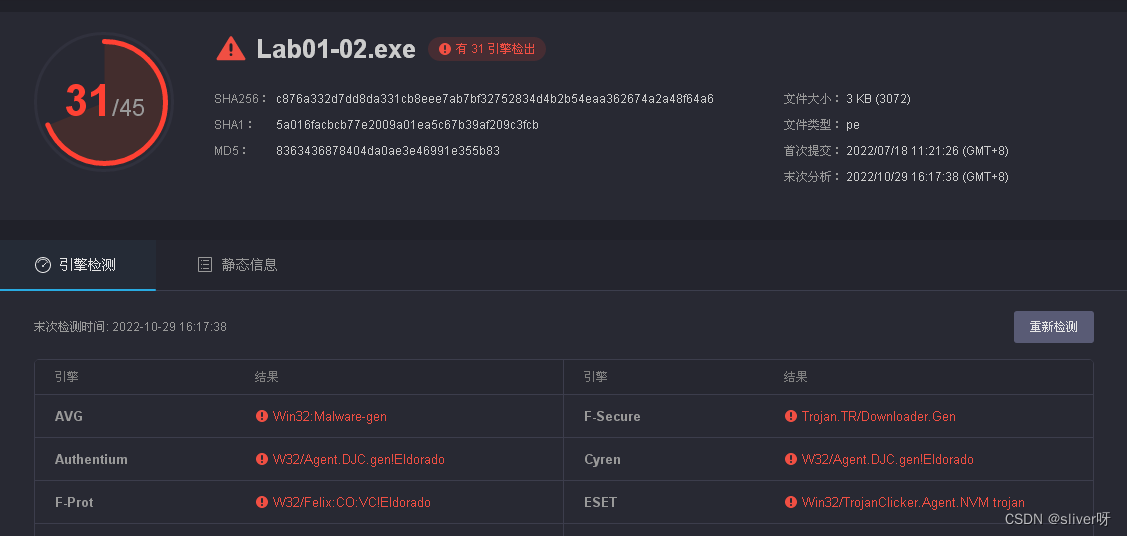 31/45
Lab01-02.exe 有 31 引擎检出
SHA256： c876a332d7dd8da331cb8eee7ab7bf32752834d4b2b54eaa362674a2a48f64a6
SHA1： 5a016facbcb77e2009a01ea5c67b39af209c3fcb
MD5： 8363436878404da0ae3e46991e355b83
文件大小： 3 KB (3072)
文件类型： pe
首次提交： 2022/07/18 11:21:26 (GMT+8)
末次分析： 2022/10/29 16:17:38 (GMT+8)
引擎检测 静态信息
末次检测时间: 2022-10-29 16:17:38 重新检测
引擎 结果 引擎 结果
AVG Win32:Malware-gen F-Secure Trojan.TR/Downloader.Gen
Authentium W32/Agent.DJC.gen!Eldorado Cyren W32/Agent.DJC.gen!Eldorado
F-Prot W32/Felix:CO:VC!Eldorado ESET Win32/TrojanClicker.Agent.NVM trojan
CSDN @sliver呀